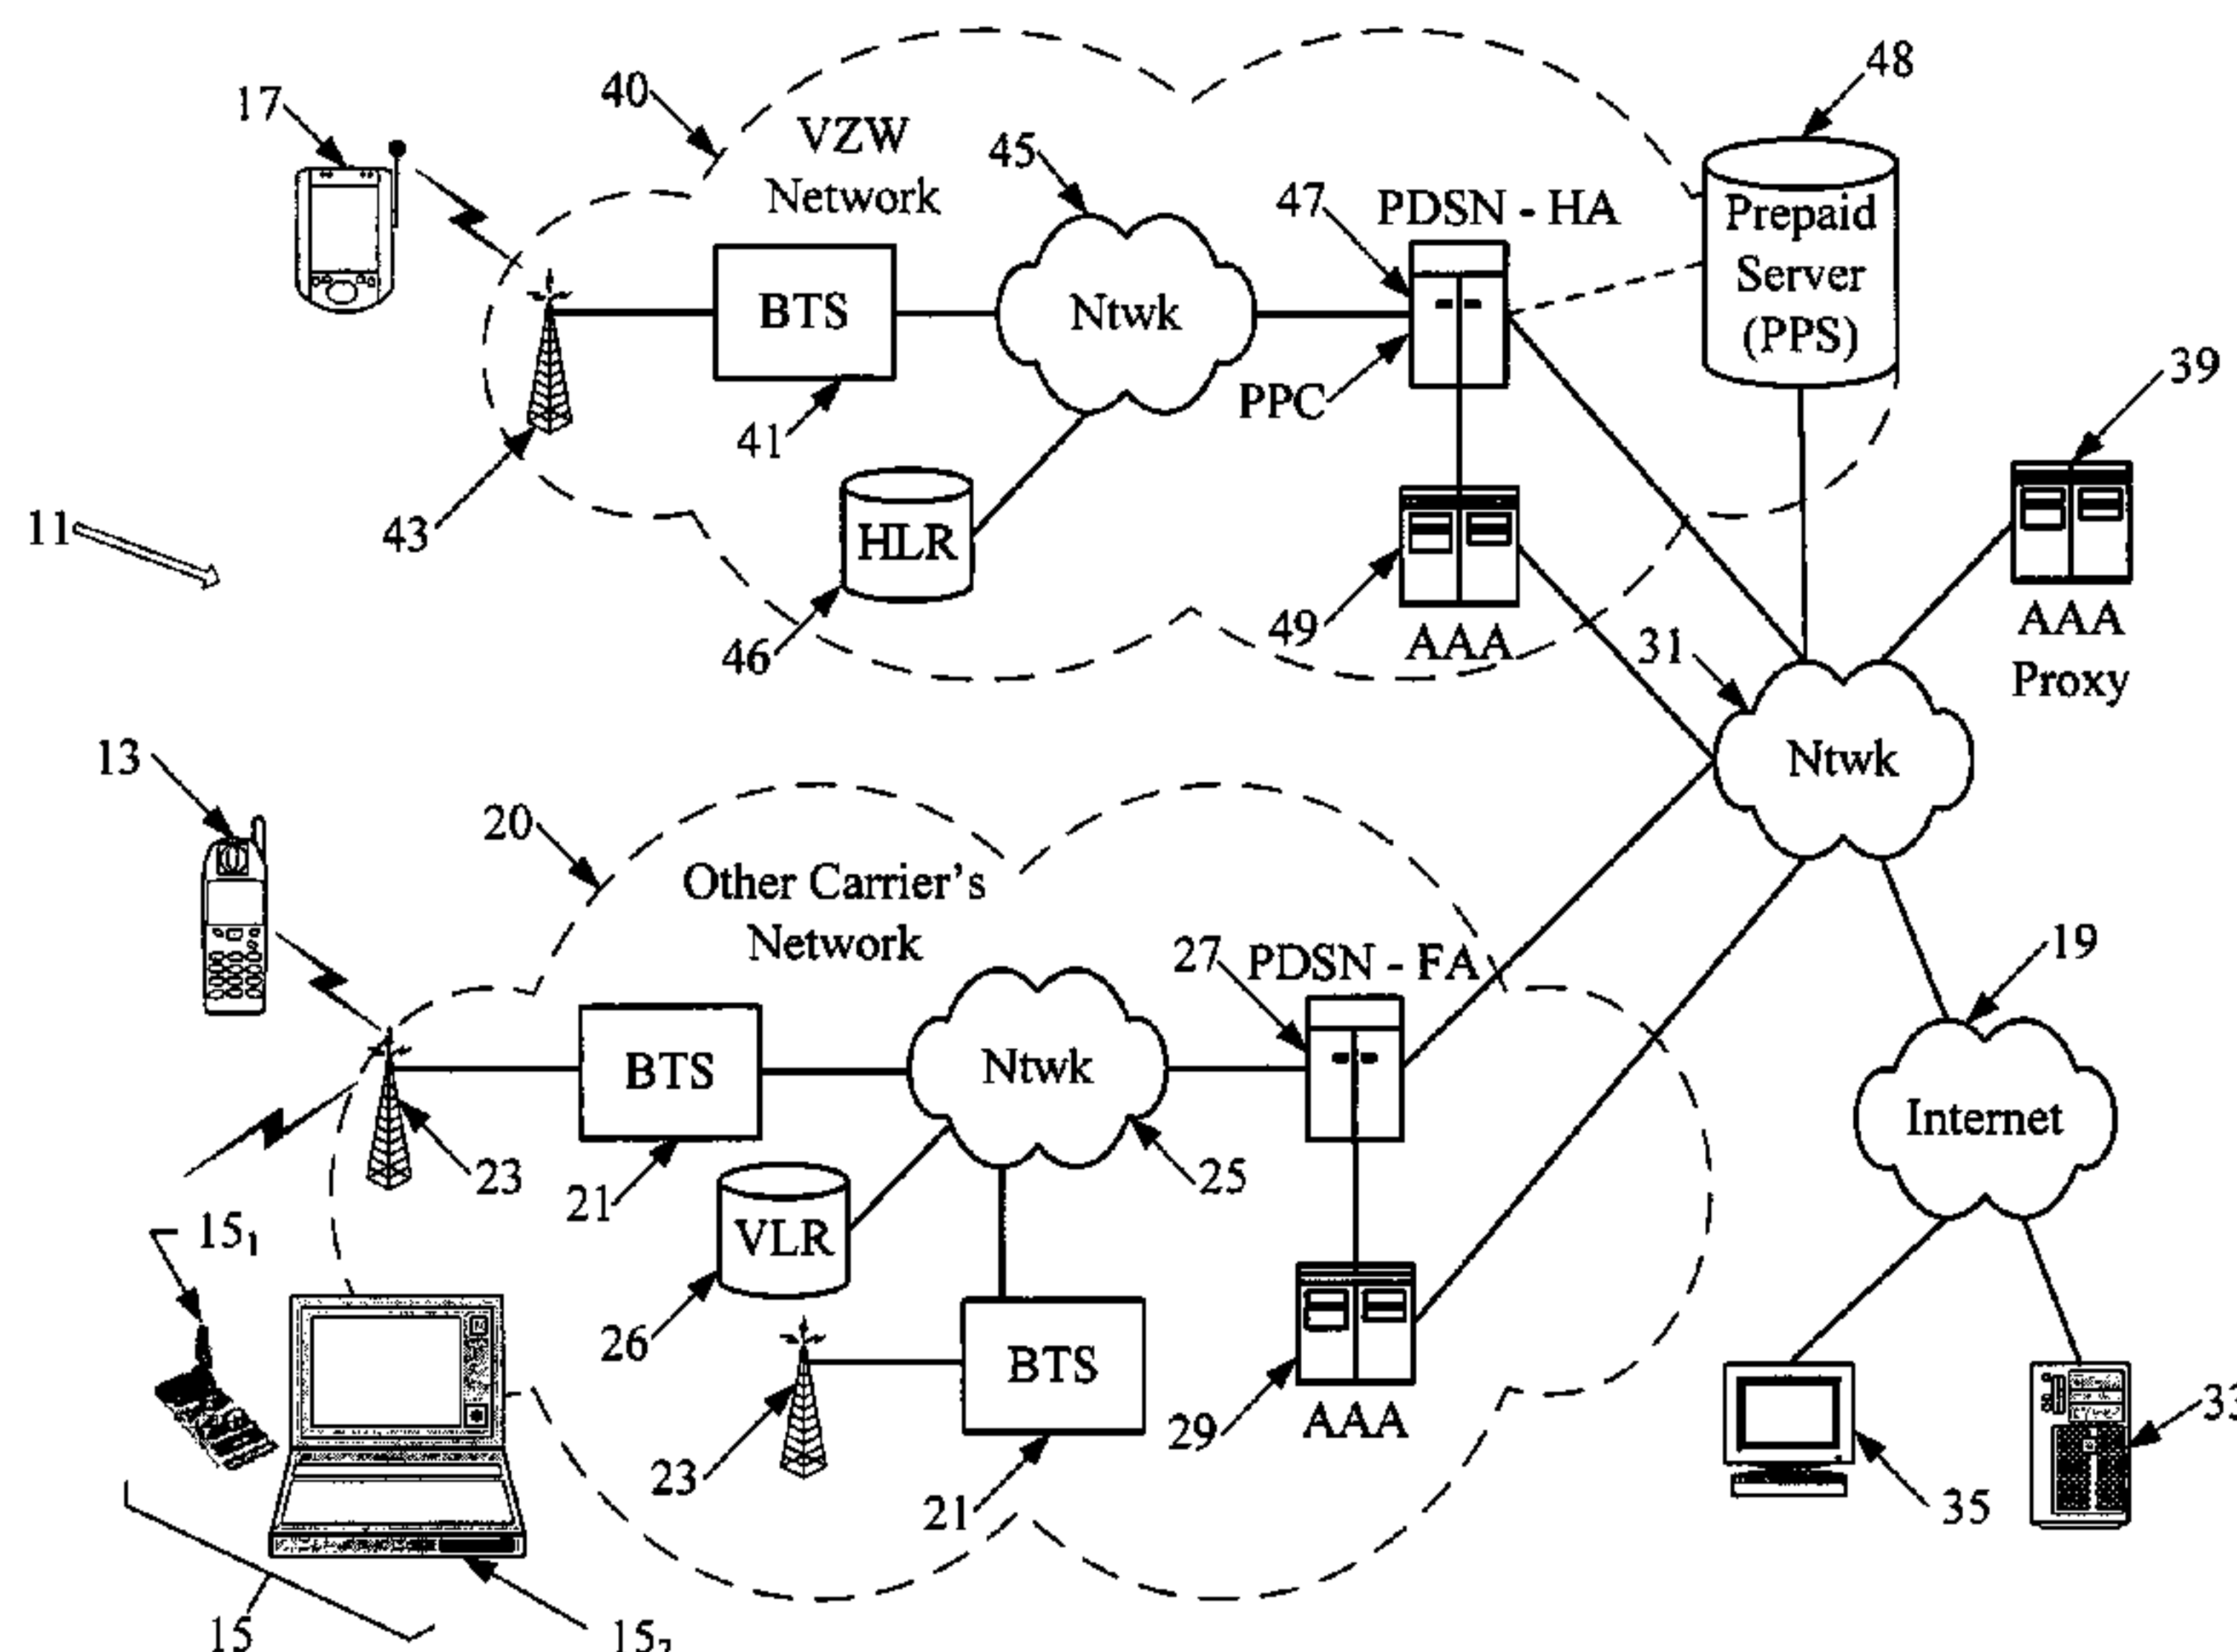 48
17
40
VZW
Network
45
47
PDSN - HA
Prepaid
Server
(PPS)
BTS
Ntwk
PPC
39
41
43
11
HLR
49
AAA
46
31
AAA
Proxy
13
Ntwk
20
Other Carrier's
Network
27
PDSN - FA
19
BTS
Ntwk
Internet
23
21
25
15₁
VLR
26
BTS
29
AAA
33
23
21
35
15
15₂